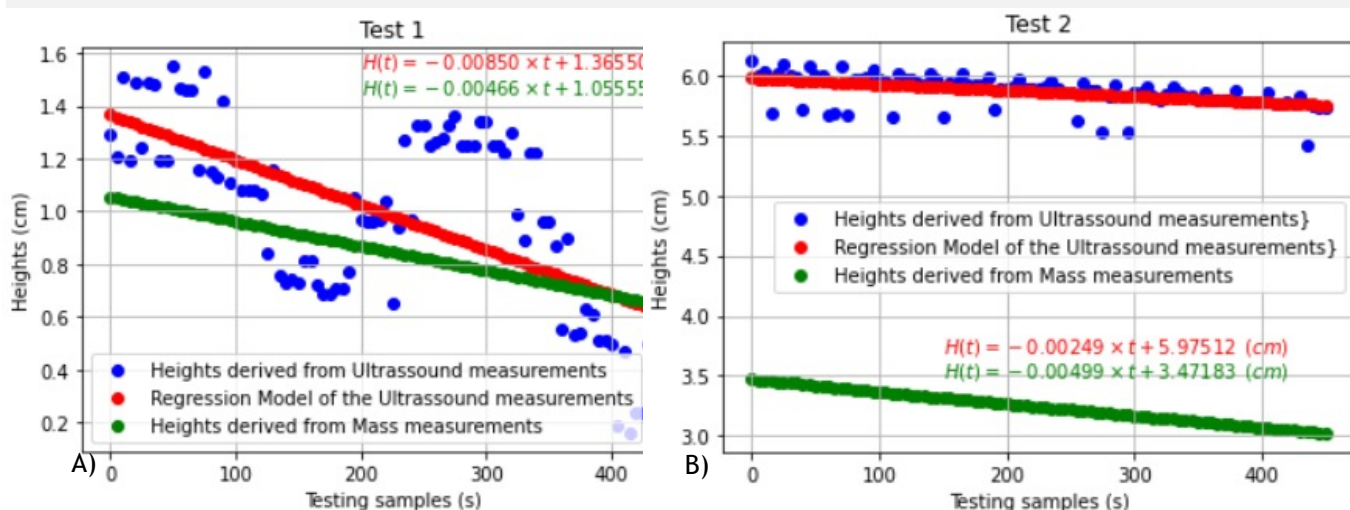 Test 1
H(t) = −0.00850 × t + 1.36550
H(t) = −0.00466 × t + 1.05555
1.6
1.4
1.2
1.0
0.8
0.6
0.4
0.2
Heights (cm)
Heights derived from Ultrassound measurements
Regression Model of the Ultrassound measurements
Heights derived from Mass measurements
A)
0 100 200 300 400
Testing samples (s)
Test 2
6.0
5.5
5.0
4.5
4.0
3.5
3.0
Heights (cm)
Heights derived from Ultrassound measurements}
Regression Model of the Ultrassound measurements}
Heights derived from Mass measurements
H(t) = −0.00249 × t + 5.97512 (cm)
H(t) = −0.00499 × t + 3.47183 (cm)
B)
0 100 200 300 400
Testing samples (s)